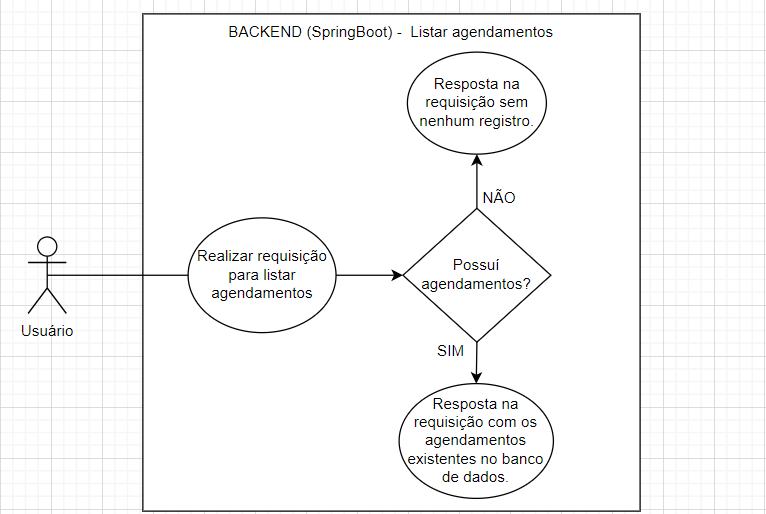 BACKEND (SpringBoot) - Listar agendamentos
Resposta na
requisição sem
nenhum registro.
NÃO
Realizar requisição
para listar
agendamentos
Possuí
agendamentos?
Usuário
SIM
Resposta na
requisição com os
agendamentos
existentes no banco
de dados.